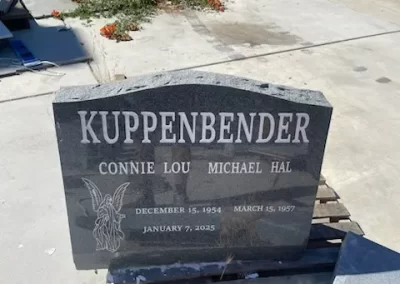 KUPPENBENDER
CONNIE LOU MICHAEL HAL
DECEMBER 15, 1954 MARCH 15, 1957
JANUARY 7, 2025